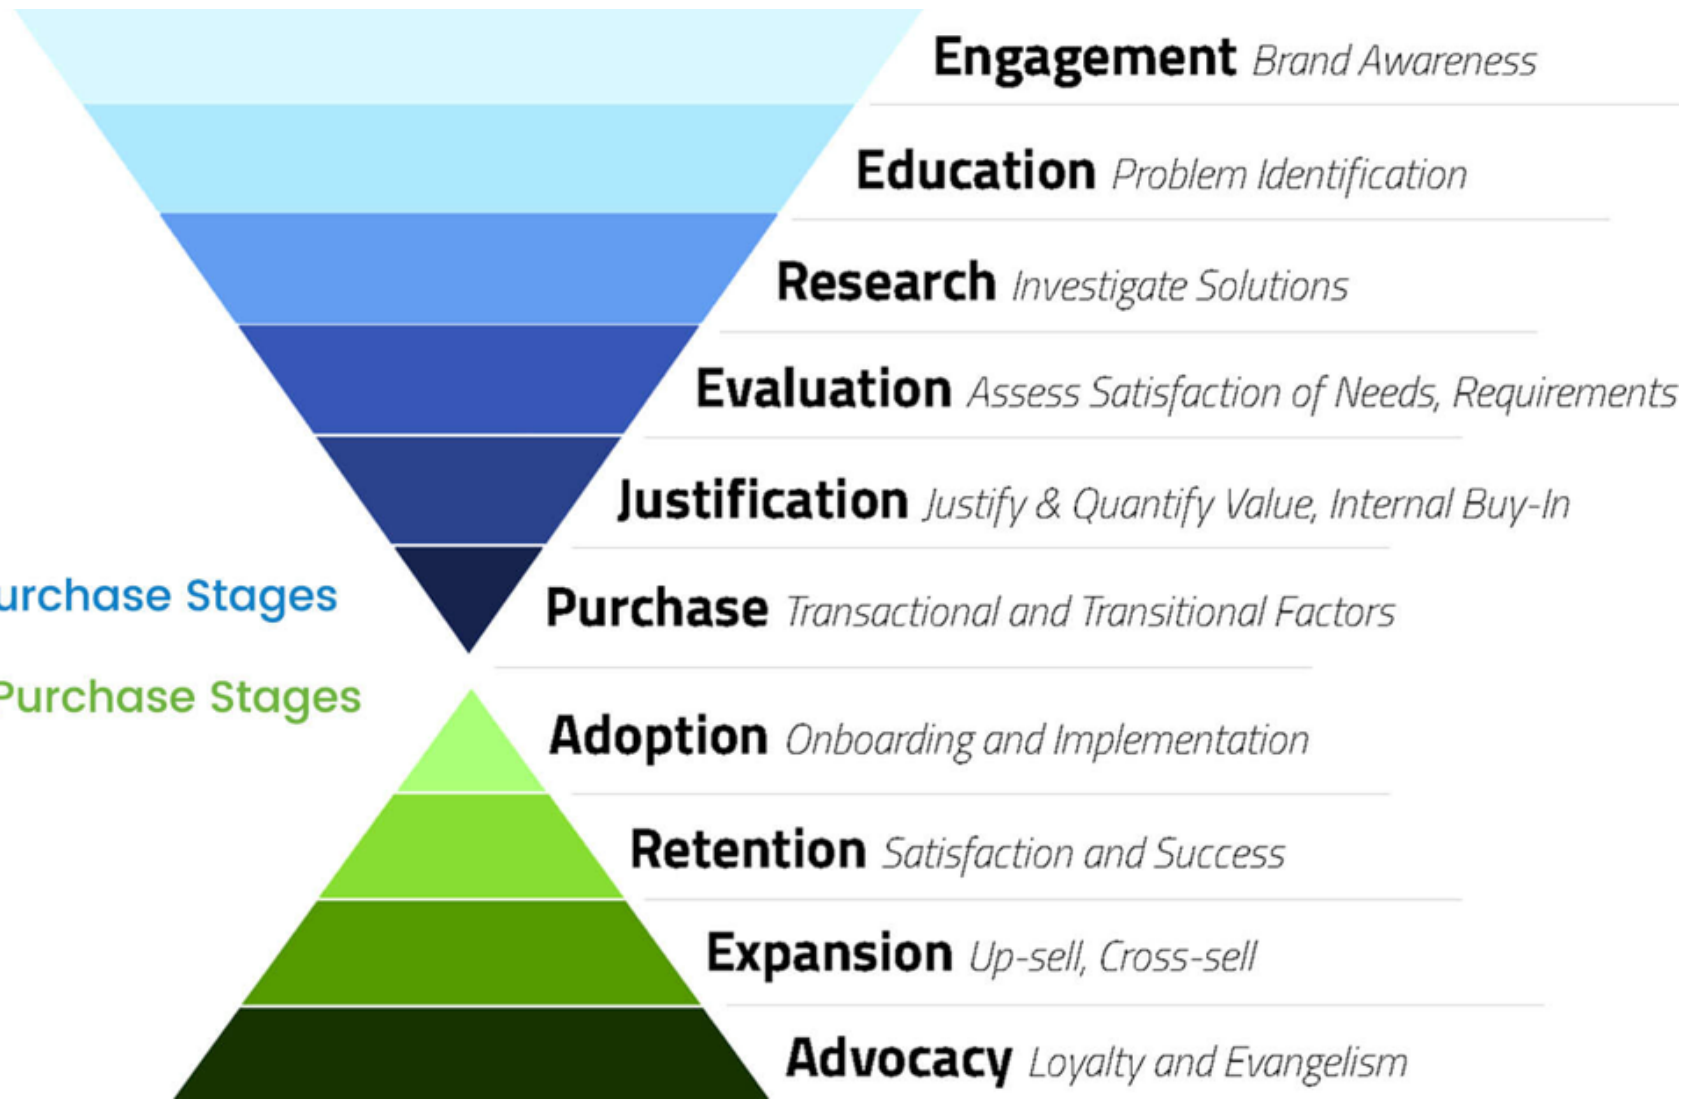 Engagement Brand Awareness
Education Problem Identification
Research Investigate Solutions
Evaluation Assess Satisfaction of Needs, Requirements
Justification Justify & Quantify Value, Internal Buy-In
urchase Stages
Purchase Transactional and Transitional Factors
Purchase Stages
Adoption Onboarding and Implementation
Retention Satisfaction and Success
Expansion Up-sell, Cross-sell
Advocacy Loyalty and Evangelism